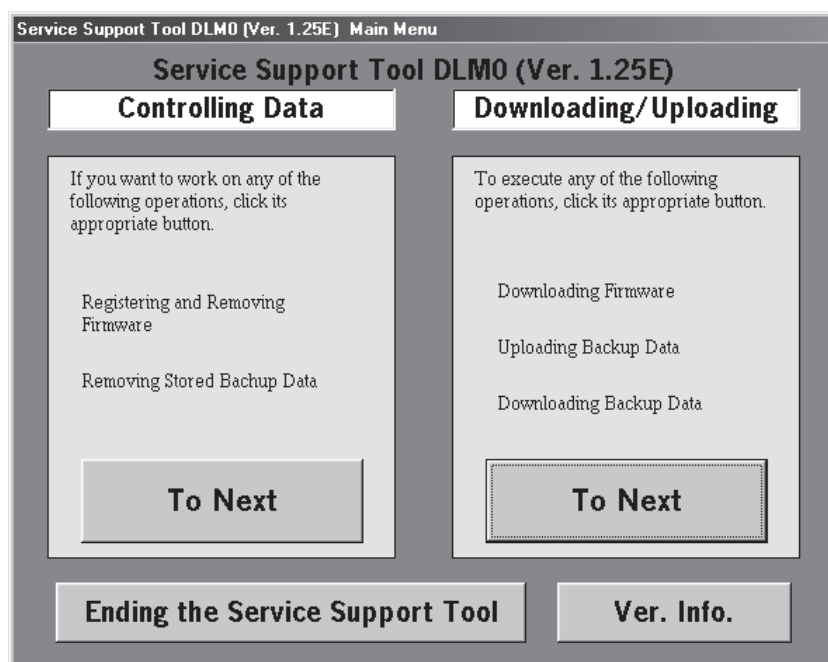 Service Support Tool DLM0 (Ver. 1.25E)  Main Menu
Service Support Tool DLM0 (Ver. 1.25E)
Controlling Data
If you want to work on any of the
following operations, click its
appropriate button.
Registering and Removing
Firmware
Removing Stored Bachup Data
To Next
Downloading/Uploading
To execute any of the following
operations, click its appropriate button.
Downloading Firmware
Uploading Backup Data
Downloading Backup Data
To Next
Ending the Service Support Tool
Ver. Info.